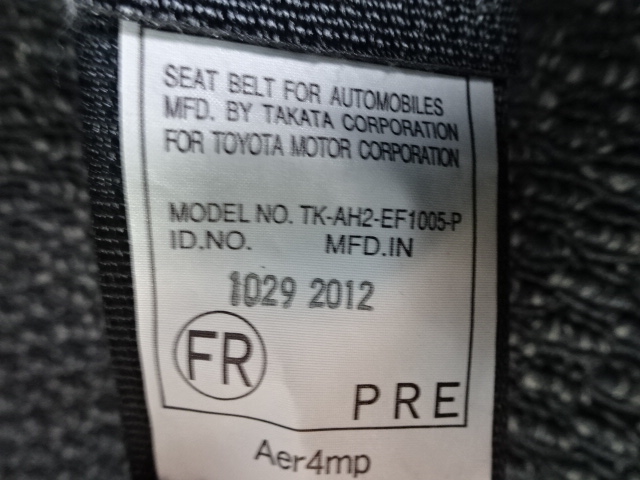 SEAT BELT FOR AUTOMOBILES
MFD. BY TAKATA CORPORATION
FOR TOYOTA MOTOR CORPORATION
MODEL NO. TK-AH2-EF1005-P
ID.NO. MFD.IN
1029 2012
FR
PRE
Aer4mp